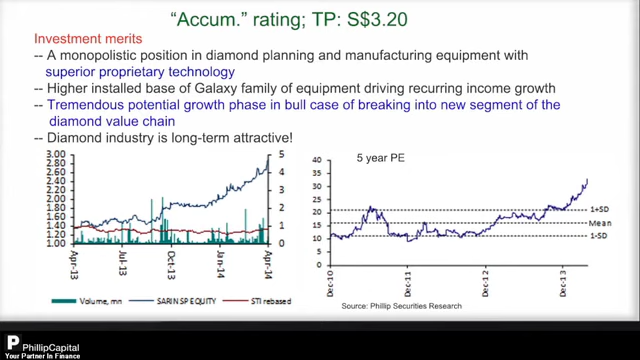 “Accum.” rating; TP: S$3.20
Investment merits
-- A monopolistic position in diamond planning and manufacturing equipment with
superior proprietary technology
-- Higher installed base of Galaxy family of equipment driving recurring income growth
-- Tremendous potential growth phase in bull case of breaking into new segment of the
diamond value chain
-- Diamond industry is long-term attractive!
3.00
2.80
2.60
2.40
2.20
2.00
1.80
1.60
1.40
1.20
1.00
5
4
3
2
1
0
Apr-13
Jul-13
Oct-13
Jan-14
Apr-14
Volume, mn
SARIN SP EQUITY
STI rebased
5 year PE
40
35
30
25
20
15
10
5
0
1+SD
Mean
1-SD
Dec-10
Dec-11
Dec-12
Dec-13
Source: Phillip Securities Research
P
PhillipCapital
Your Partner In Finance